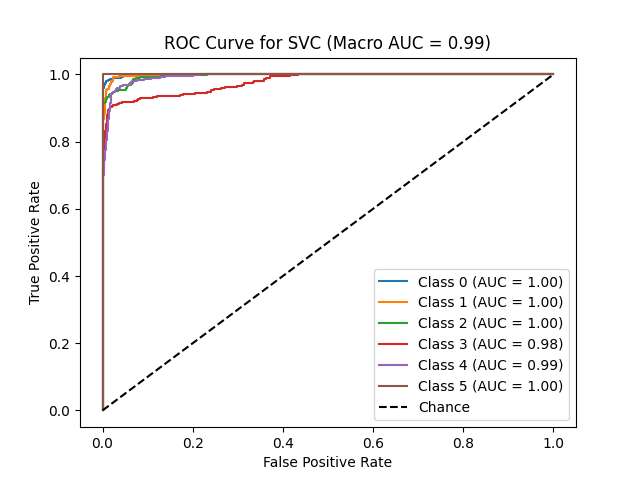 ROC Curve for SVC (Macro AUC = 0.99)
True Positive Rate
1.0
0.8
0.6
0.4
0.2
0.0
Class 0 (AUC = 1.00)
Class 1 (AUC = 1.00)
Class 2 (AUC = 1.00)
Class 3 (AUC = 0.98)
Class 4 (AUC = 0.99)
Class 5 (AUC = 1.00)
Chance
0.0 0.2 0.4 0.6 0.8 1.0
False Positive Rate